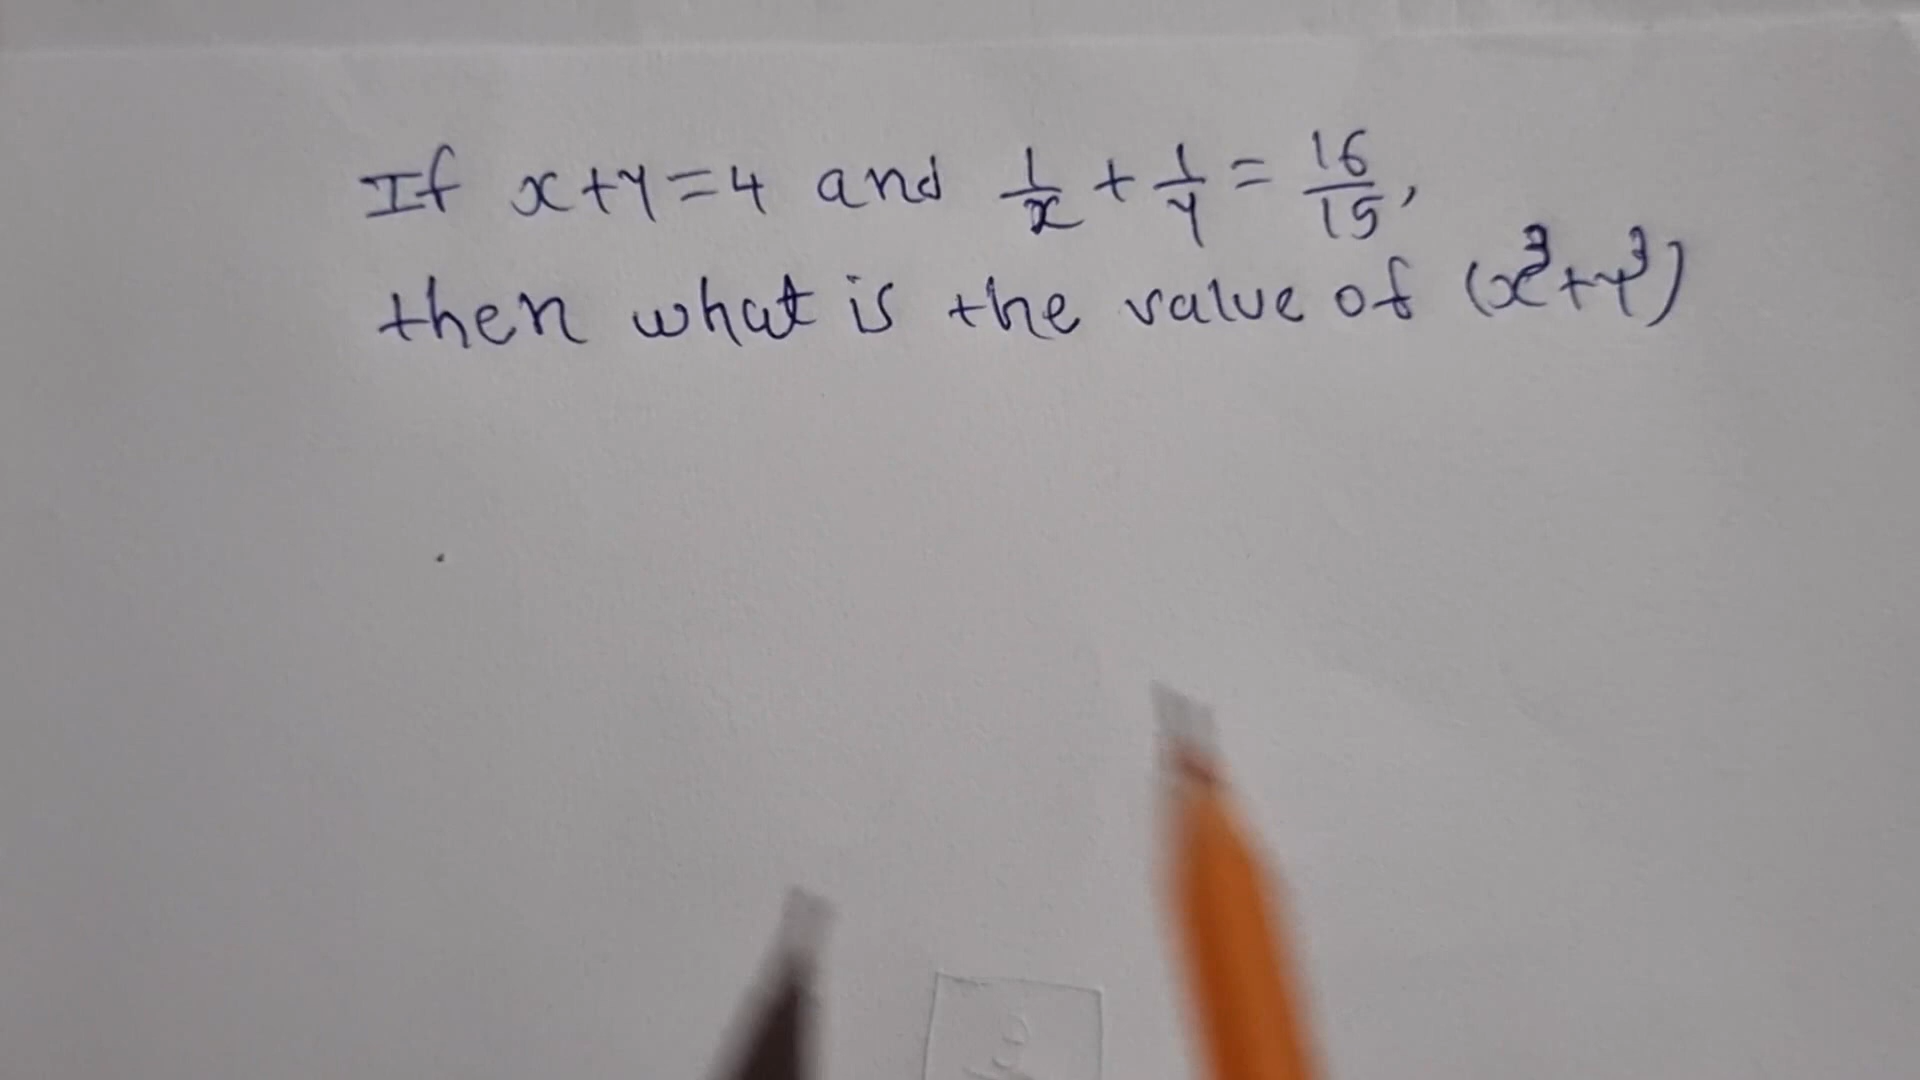 If x+y=4 and 1/x + 1/y = 16/15,
then what is the value of (x³+y³)